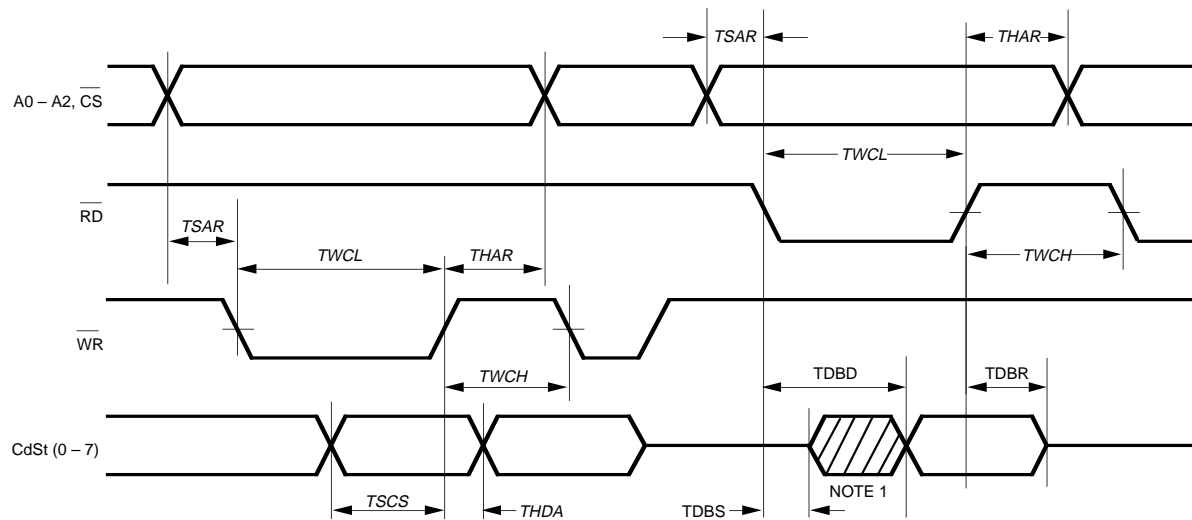 TSAR
THAR
A0 – A2, CS
TWCL
RD
TSAR
TWCL
THAR
TWCH
WR
TWCH
TDBD
TDBR
CdSt (0 – 7)
NOTE 1
TSCS
THDA
TDBS